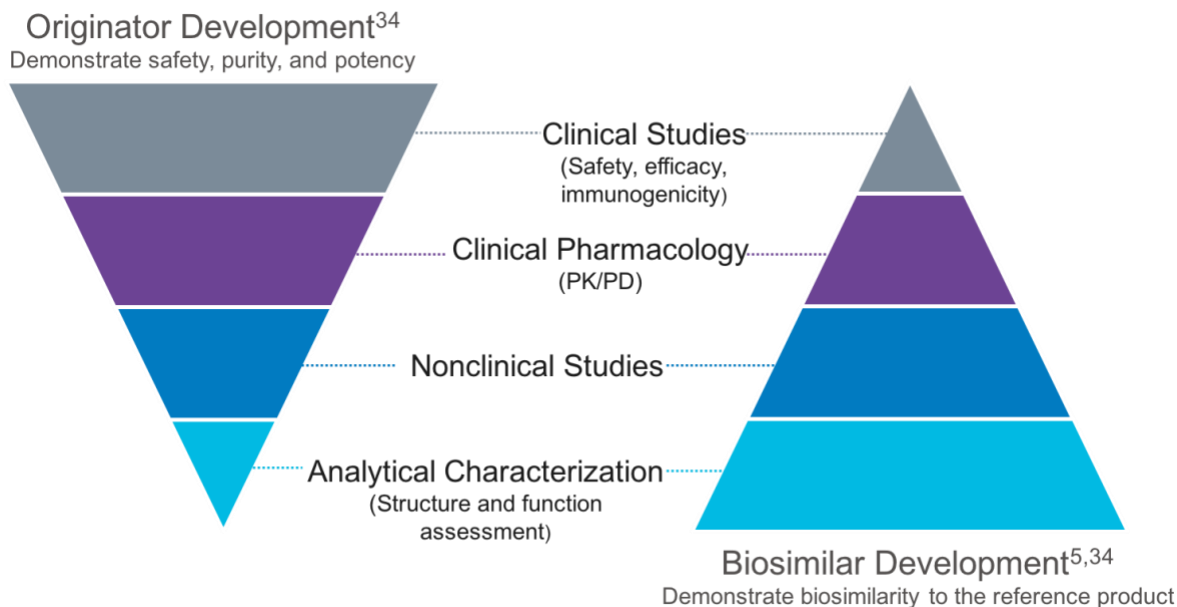 Originator Development34
Demonstrate safety, purity, and potency
Clinical Studies
(Safety, efficacy,
immunogenicity)
Clinical Pharmacology
(PK/PD)
Nonclinical Studies
Analytical Characterization
(Structure and function
assessment)
Biosimilar Development5,34
Demonstrate biosimilarity to the reference product